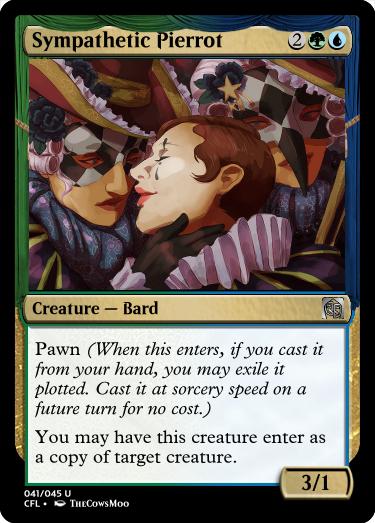 Sympathetic Pierrot 2
Creature — Bard
Pawn (When this enters, if you cast it
from your hand, you may exile it
plotted. Cast it at sorcery speed on a
future turn for no cost.)
You may have this creature enter as
a copy of target creature.
3/1
041/045 U
CFL • TheCowsMoo